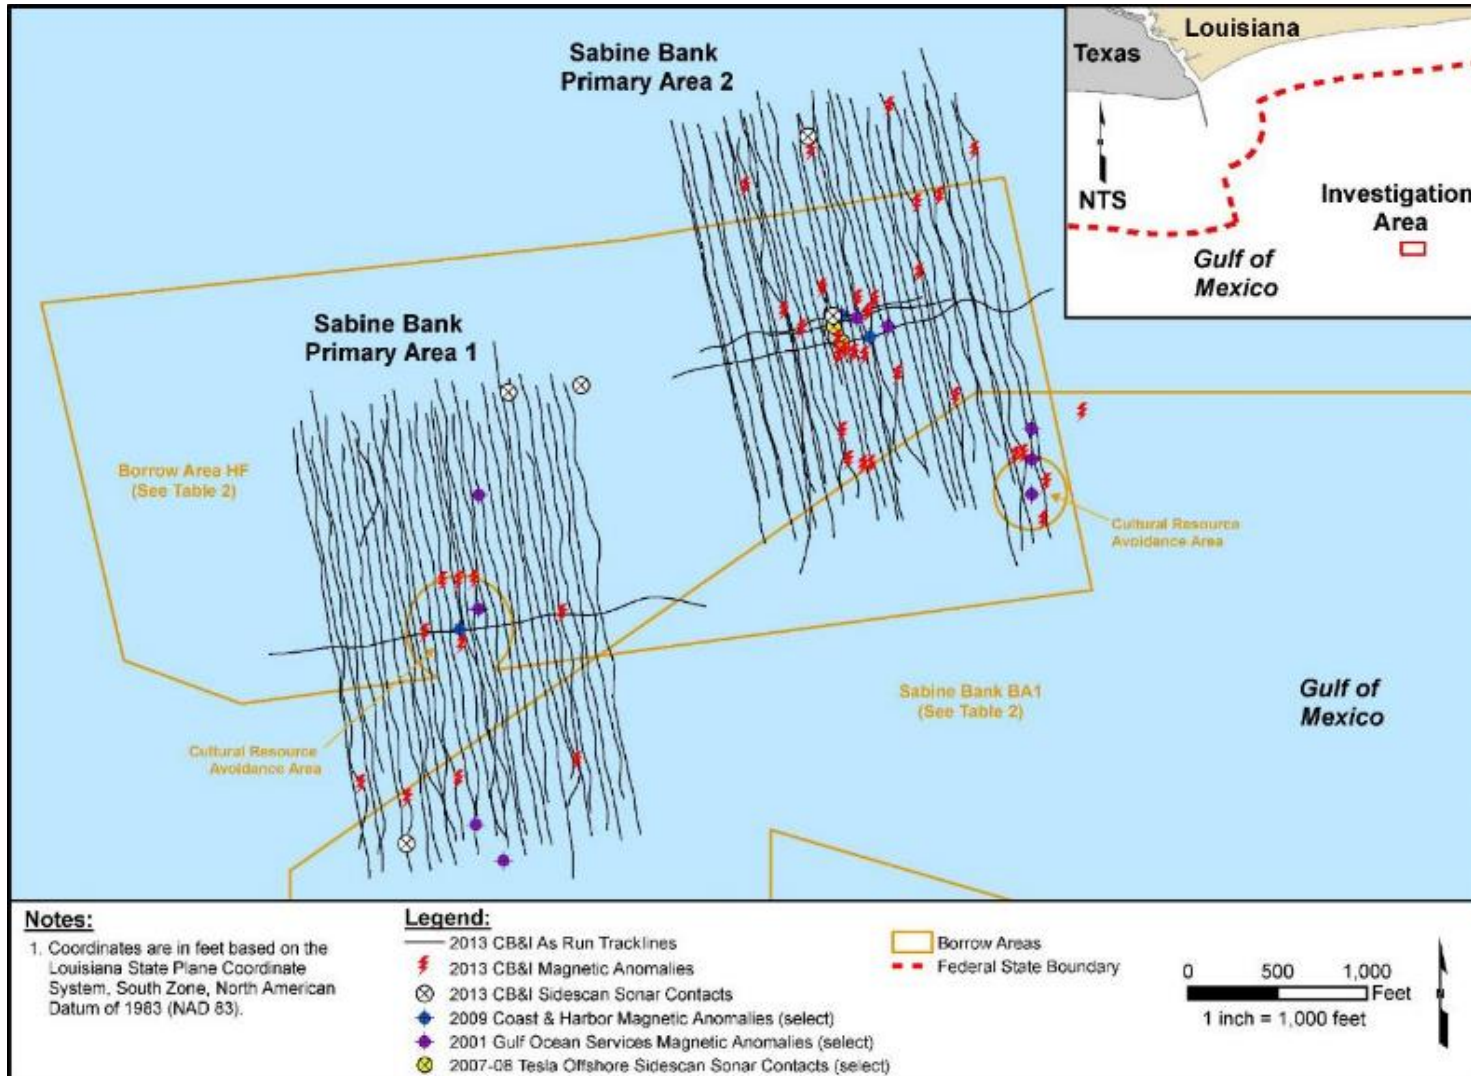 Sabine Bank
Primary Area 2
Louisiana
Texas
NTS
Investigation
Area
Gulf of
Mexico
Sabine Bank
Primary Area 1
Borrow Area HF
(See Table 2)
Cultural Resource
Avoidance Area
Sabine Bank BA1
(See Table 2)
Gulf of
Mexico
Cultural Resource
Avoidance Area
Notes:
1. Coordinates are in feet based on the
Louisiana State Plane Coordinate
System, South Zone, North American
Datum of 1983 (NAD 83).
Legend:
2013 CB&I As Run Tracklines
2013 CB&I Magnetic Anomalies
2013 CB&I Sidescan Sonar Contacts
2009 Coast & Harbor Magnetic Anomalies (select)
2001 Gulf Ocean Services Magnetic Anomalies (select)
2007-08 Tesla Offshore Sidescan Sonar Contacts (select)
Borrow Areas
Federal State Boundary
0 500 1,000
Feet
1 inch = 1,000 feet
N